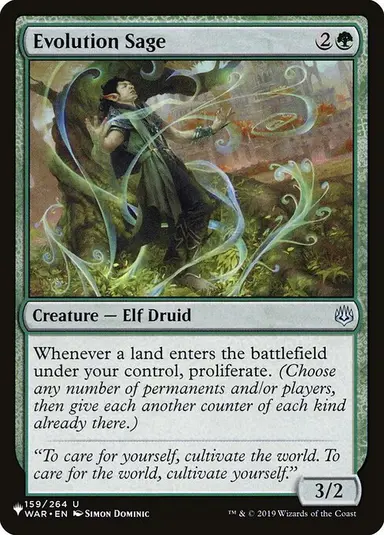 Evolution Sage 2
Creature — Elf Druid
Whenever a land enters the battlefield
under your control, proliferate. (Choose
any number of permanents and/or players,
then give each another counter of each kind
already there.)
“To care for yourself, cultivate the world. To
care for the world, cultivate yourself.”
3/2
159/264 U
WAR • EN Simon Dominic
™ & © 2019 Wizards of the Coast